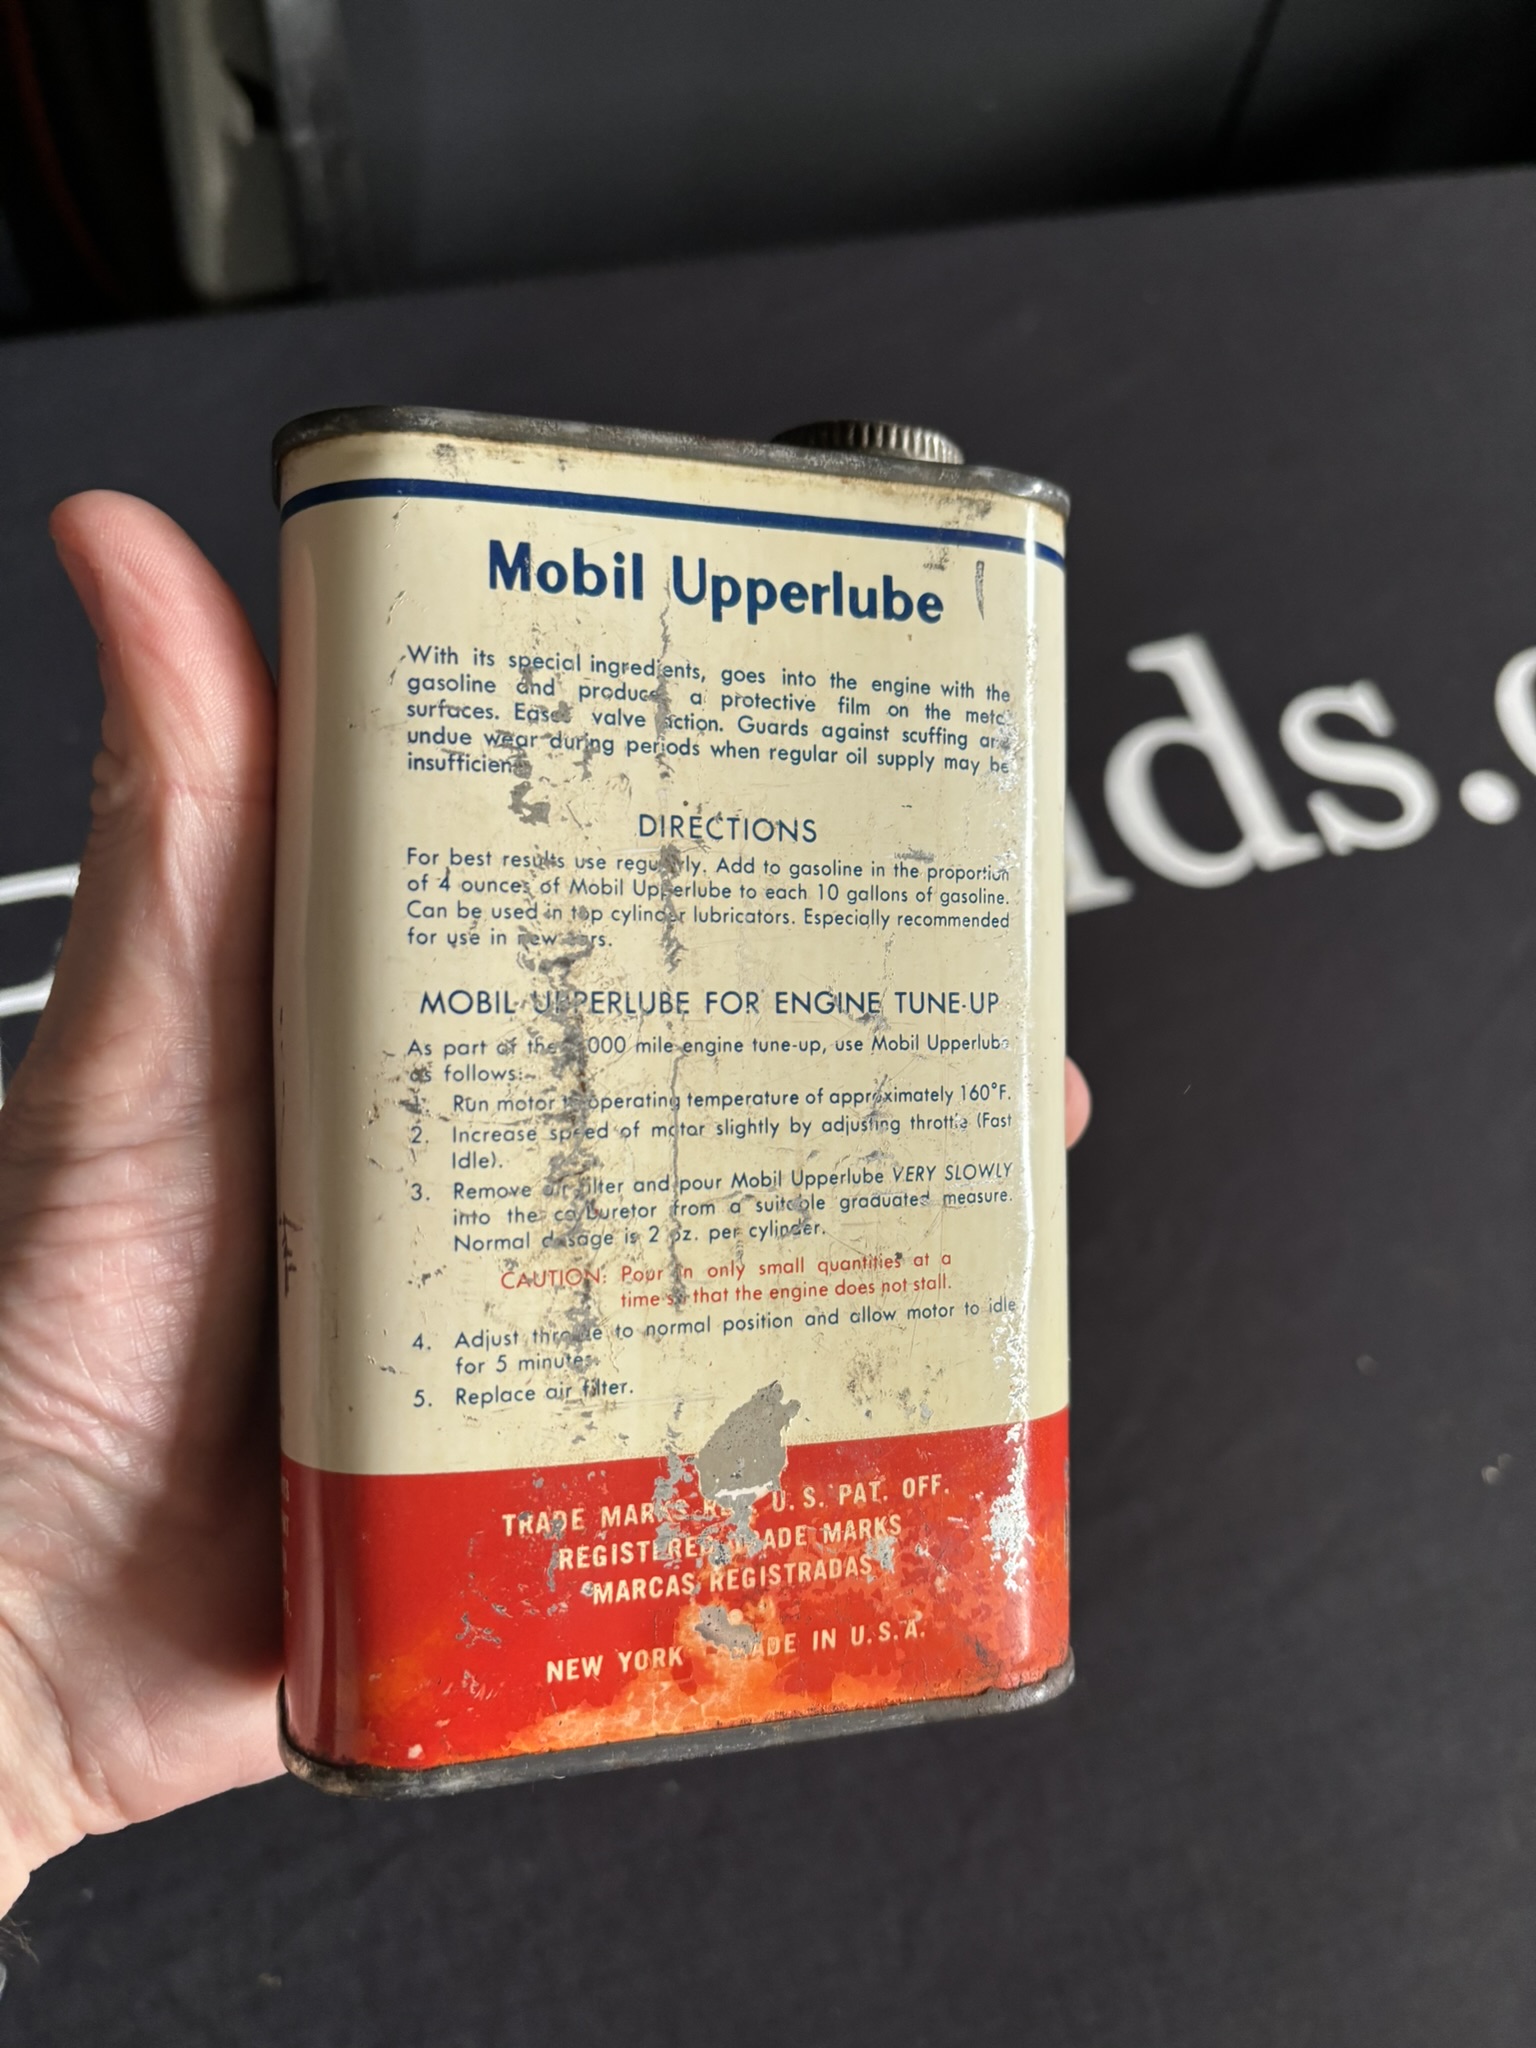 Mobil Upperlube
With its special ingredients, goes into the engine with the
gasoline and produces a protective film on the metal
surfaces. Eases valve action. Guards against scuffing and
undue wear during periods when regular oil supply may be
insufficient.
DIRECTIONS
For best results use regularly. Add to gasoline in the proportion
of 4 ounces of Mobil Upperlube to each 10 gallons of gasoline.
Can be used in top cylinder lubricators. Especially recommended
for use in new cars.
MOBIL UPPERLUBE FOR ENGINE TUNE-UP
As part of the 000 mile engine tune-up, use Mobil Upperlube
as follows:-
1. Run motor to operating temperature of approximately 160°F.
2. Increase speed of motor slightly by adjusting throttle (Fast
Idle).
3. Remove air filter and pour Mobil Upperlube VERY SLOWLY
into the carburetor from a suitable graduated measure.
Normal dosage is 2 oz. per cylinder.
CAUTION: Pour in only small quantities at a
time so that the engine does not stall.
4. Adjust throttle to normal position and allow motor to idle
for 5 minutes.
5. Replace air filter.
TRADE MARKS REG. U.S. PAT. OFF.
REGISTERED TRADE MARKS
MARCAS REGISTRADAS
NEW YORK MADE IN U.S.A.
ds.